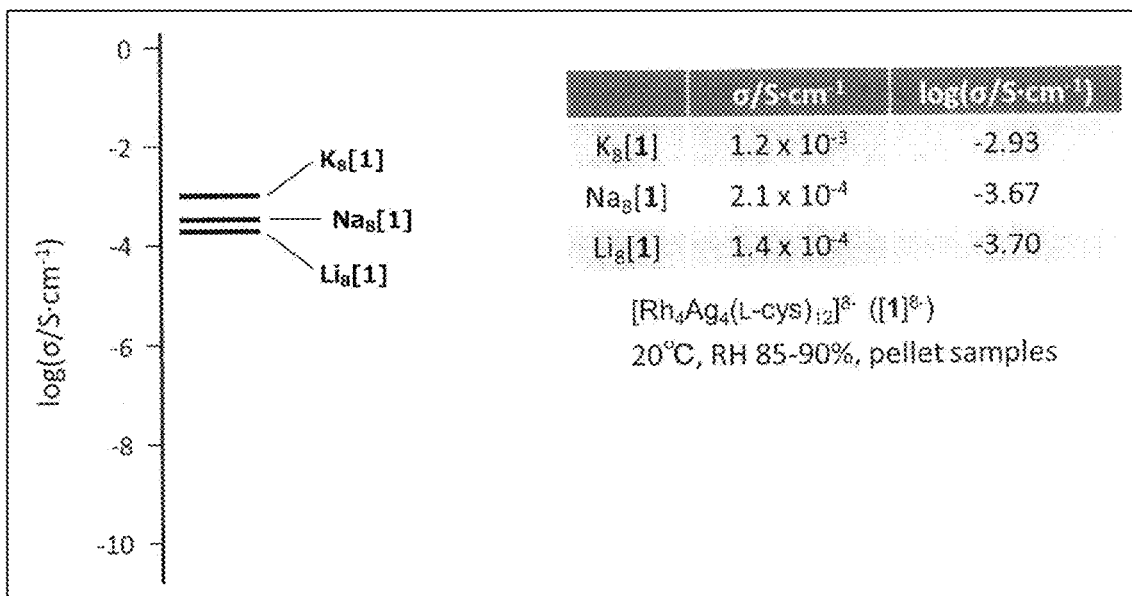 0
-2
-4
-6
-8
-10
log(σ/S·cm⁻¹)
K₈[1]
Na₈[1]
Li₈[1]
σ/S·cm⁻¹ log(σ/S·cm⁻¹)
K₈[1] 1.2 x 10⁻³ -2.93
Na₈[1] 2.1 x 10⁻⁴ -3.67
Li₈[1] 1.4 x 10⁻⁴ -3.70
[Rh₄Ag₄(L-cys)₁₂]⁸⁻ ([1]⁸⁻)
20°C, RH 85-90%, pellet samples